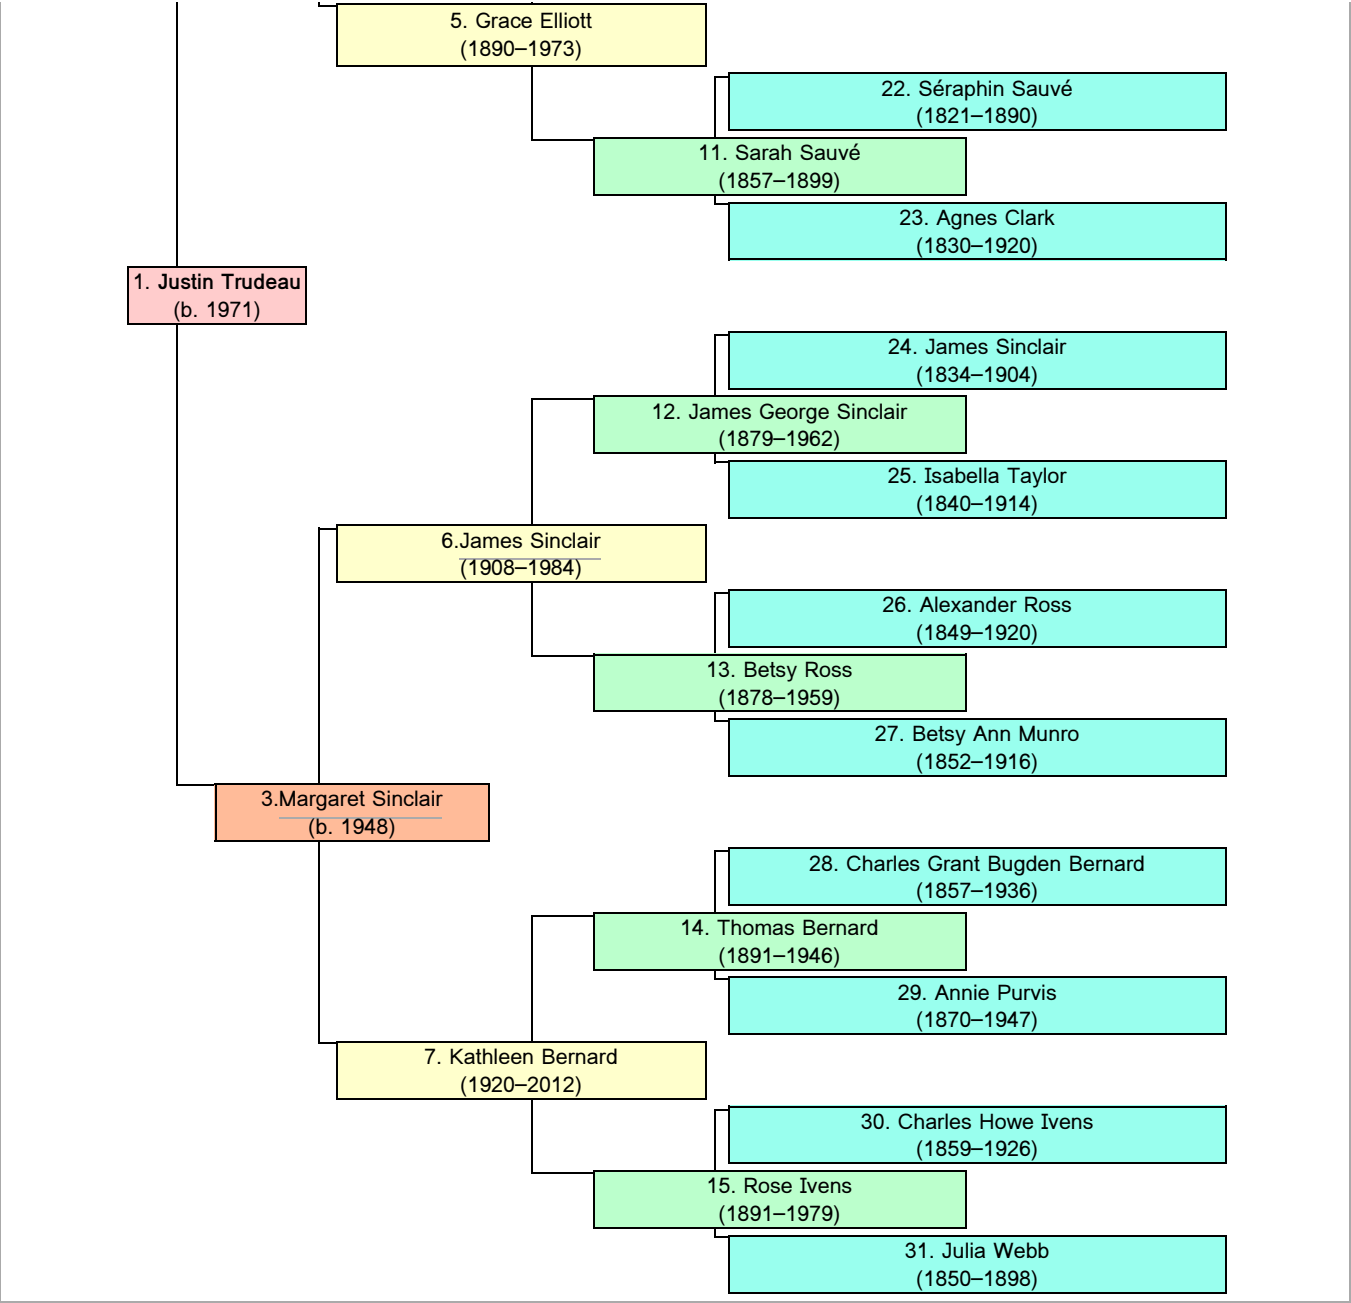 5. Grace Elliott
(1890–1973)
22. Séraphin Sauvé
(1821–1890)
11. Sarah Sauvé
(1857–1899)
23. Agnes Clark
(1830–1920)
1. Justin Trudeau
(b. 1971)
24. James Sinclair
(1834–1904)
12. James George Sinclair
(1879–1962)
25. Isabella Taylor
(1840–1914)
6.James Sinclair
(1908–1984)
26. Alexander Ross
(1849–1920)
13. Betsy Ross
(1878–1959)
27. Betsy Ann Munro
(1852–1916)
3.Margaret Sinclair
(b. 1948)
28. Charles Grant Bugden Bernard
(1857–1936)
14. Thomas Bernard
(1891–1946)
29. Annie Purvis
(1870–1947)
7. Kathleen Bernard
(1920–2012)
30. Charles Howe Ivens
(1859–1926)
15. Rose Ivens
(1891–1979)
31. Julia Webb
(1850–1898)